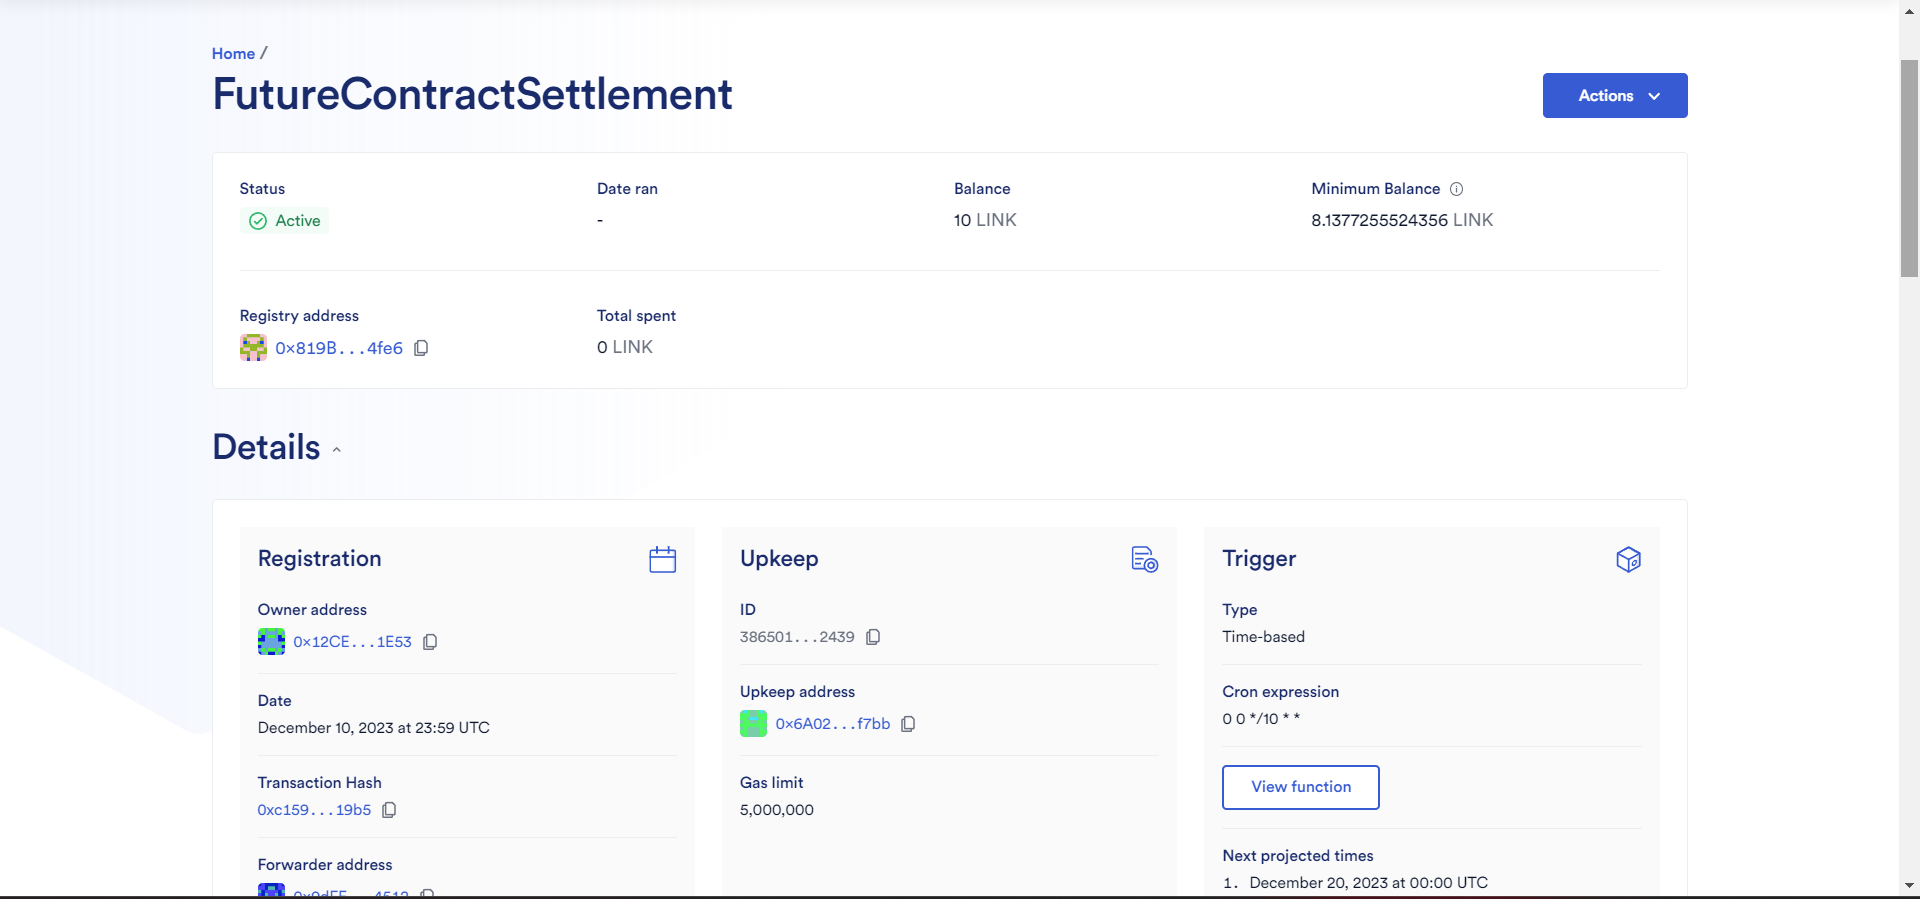 Home /
FutureContractSettlement
Actions
Status
Date ran
Balance
Minimum Balance
Active
-
10 LINK
8.1377255524356 LINK
Registry address
Total spent
0x819B...4fe6
0 LINK
Details
Registration
Owner address
0x12CE...1E53
Date
December 10, 2023 at 23:59 UTC
Transaction Hash
0xc159...19b5
Forwarder address
Upkeep
ID
386501...2439
Upkeep address
0x6A02...f7bb
Gas limit
5,000,000
Trigger
Type
Time-based
Cron expression
0 0 */10 * *
View function
Next projected times
1. December 20, 2023 at 00:00 UTC